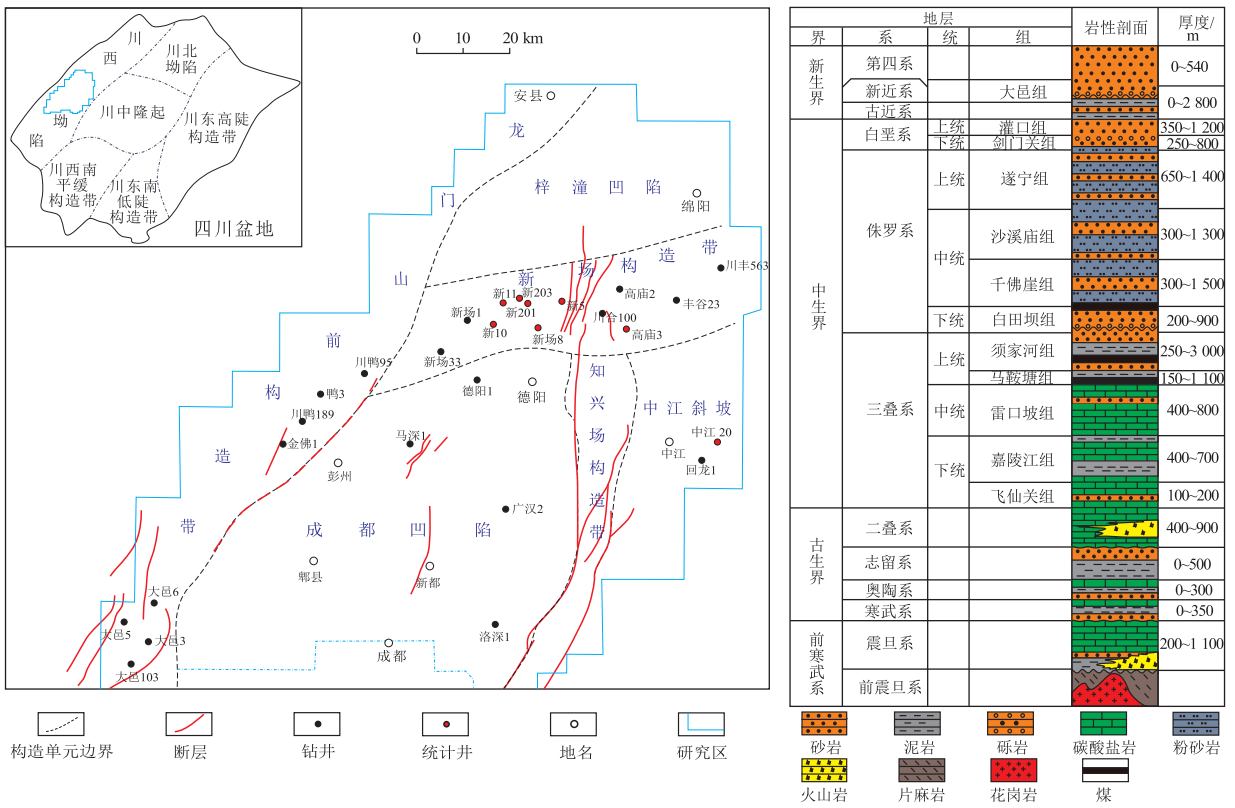 川
西
坳
陷
川北
坳陷
川中隆起
川东高陡
构造带
川西南
平缓
构造带
川东南
低陡
构造带
四川盆地
0 10 20 km
安县
龙
门
山
前
构
造
带
梓潼凹陷
绵阳
新场构造带
川丰563
高庙2
丰谷23
新11
新203
新201
新5
新场1
新10
川合100
新场8
高庙3
新场33
川鸭95
德阳1
德阳
鸭3
川鸭189
金佛1
马深1
彭州
知
兴
场
构
造
带
中江斜坡
中江20
中江
回龙1
广汉2
成都凹陷
郫县
新都
大邑6
大邑5
大邑3
大邑103
洛深1
成都
构造单元边界
断层
钻井
统计井
地名
研究区
地层
岩性剖面
厚度/
m
界
系
统
组
新生界
第四系
0~540
新近系
大邑组
0~2 800
古近系
中生界
白垩系
上统
灌口组
350~1 200
下统
剑门关组
250~800
侏罗系
上统
遂宁组
650~1 400
中统
沙溪庙组
300~1 300
千佛崖组
300~1 500
下统
白田坝组
200~900
三叠系
上统
须家河组
250~3 000
马鞍塘组
150~1 100
中统
雷口坡组
400~800
下统
嘉陵江组
400~700
飞仙关组
100~200
古生界
二叠系
400~900
志留系
0~500
奥陶系
0~300
寒武系
0~350
前寒武系
震旦系
200~1 100
前震旦系
砂岩
泥岩
砾岩
碳酸盐岩
粉砂岩
火山岩
片麻岩
花岗岩
煤